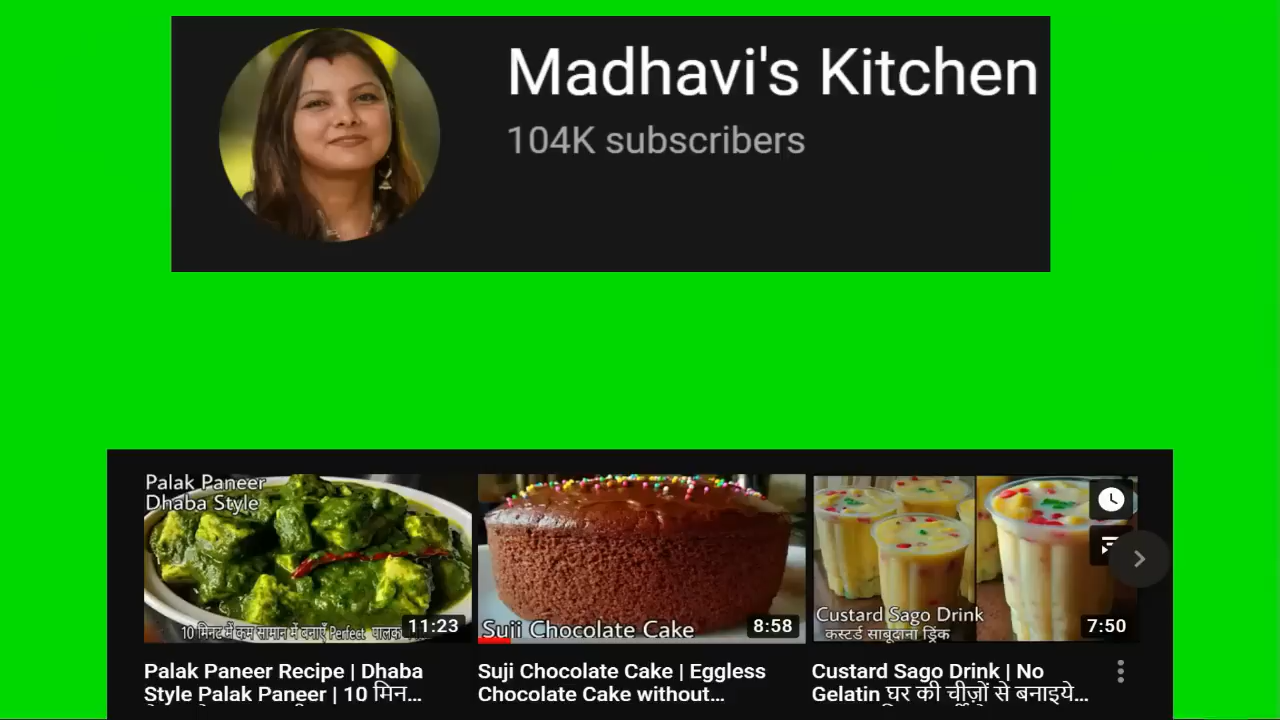 Madhavi's Kitchen
104K subscribers
Palak Paneer
Dhaba Style
10 मिनट में कम सामान में बनाएँ Perfect पालक
11:23
Suji Chocolate Cake
8:58
Custard Sago Drink
कस्टर्ड साबूदाना ड्रिंक
7:50
Palak Paneer Recipe | Dhaba
Style Palak Paneer | 10 मिन...
Suji Chocolate Cake | Eggless
Chocolate Cake without...
Custard Sago Drink | No
Gelatin घर की चीज़ों से बनाइये...